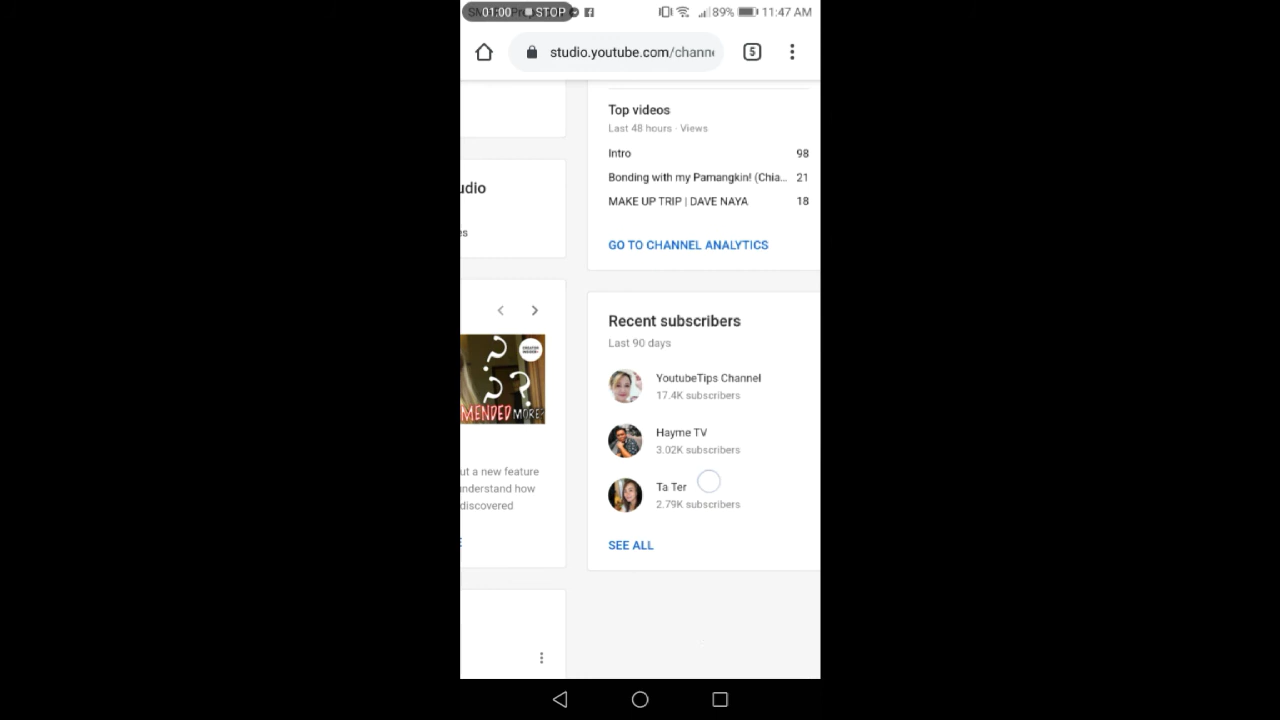 01:00 STOP 89% 11:47 AM
studio.youtube.com/chann
5
Top videos
Last 48 hours · Views
Intro 98
Bonding with my Pamangkin! (Chia... 21
MAKE UP TRIP | DAVE NAYA 18
GO TO CHANNEL ANALYTICS
udio
es
MENDED MORE?
ut a new feature
nderstand how
discovered
Recent subscribers
Last 90 days
YoutubeTips Channel
17.4K subscribers
Hayme TV
3.02K subscribers
Ta Ter
2.79K subscribers
SEE ALL